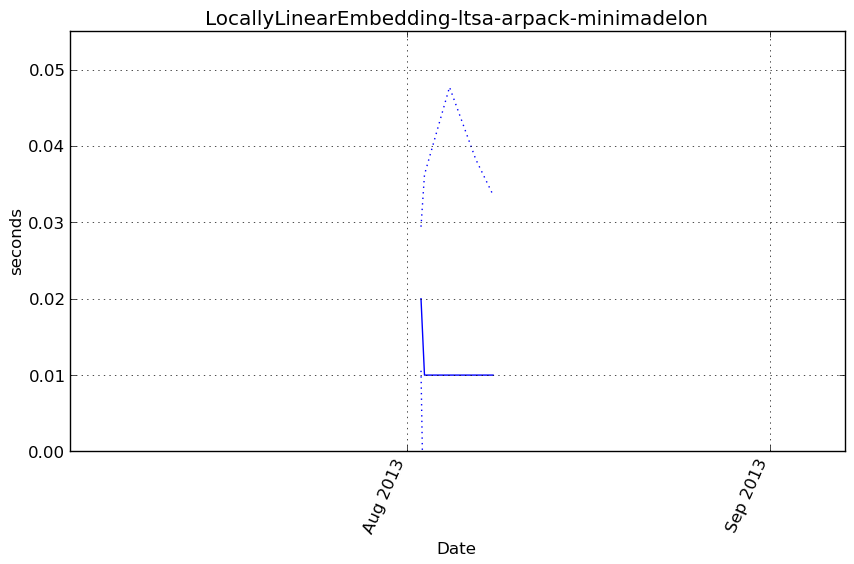 LocallyLinearEmbedding-ltsa-arpack-minimadelon
0.05
0.04
0.03
0.02
0.01
0.00
seconds
Aug 2013
Sep 2013
Date